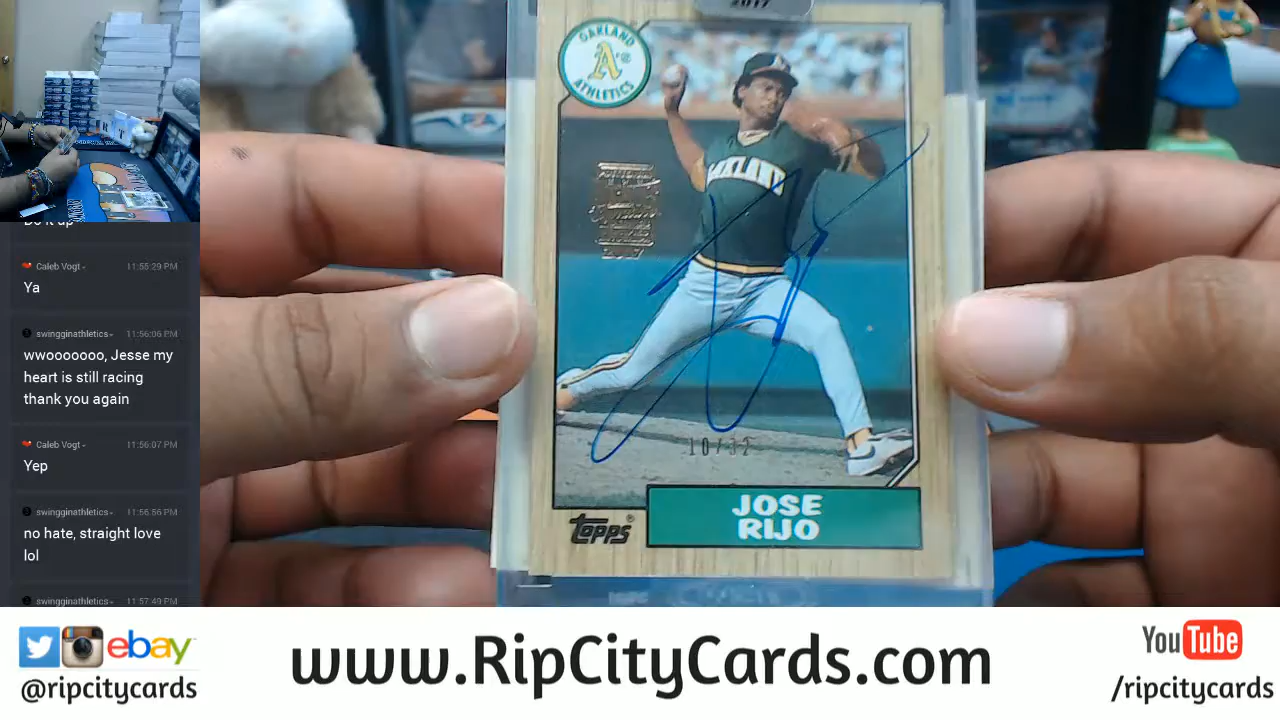 2017
OAKLAND
A's
ATHLETICS
OAKLAND
2017
10/32
JOSE
RIJO
Topps
Caleb Vogt 11:55:29 PM
Ya
swingginathletics 11:56:06 PM
wwooooooo, Jesse my
heart is still racing
thank you again
Caleb Vogt 11:56:07 PM
Yep
swingginathletics 11:56:56 PM
no hate, straight love
lol
swingginathletics 11:57:49 PM
ebay
@ripcitycards
www.RipCityCards.com
YouTube
/ripcitycards